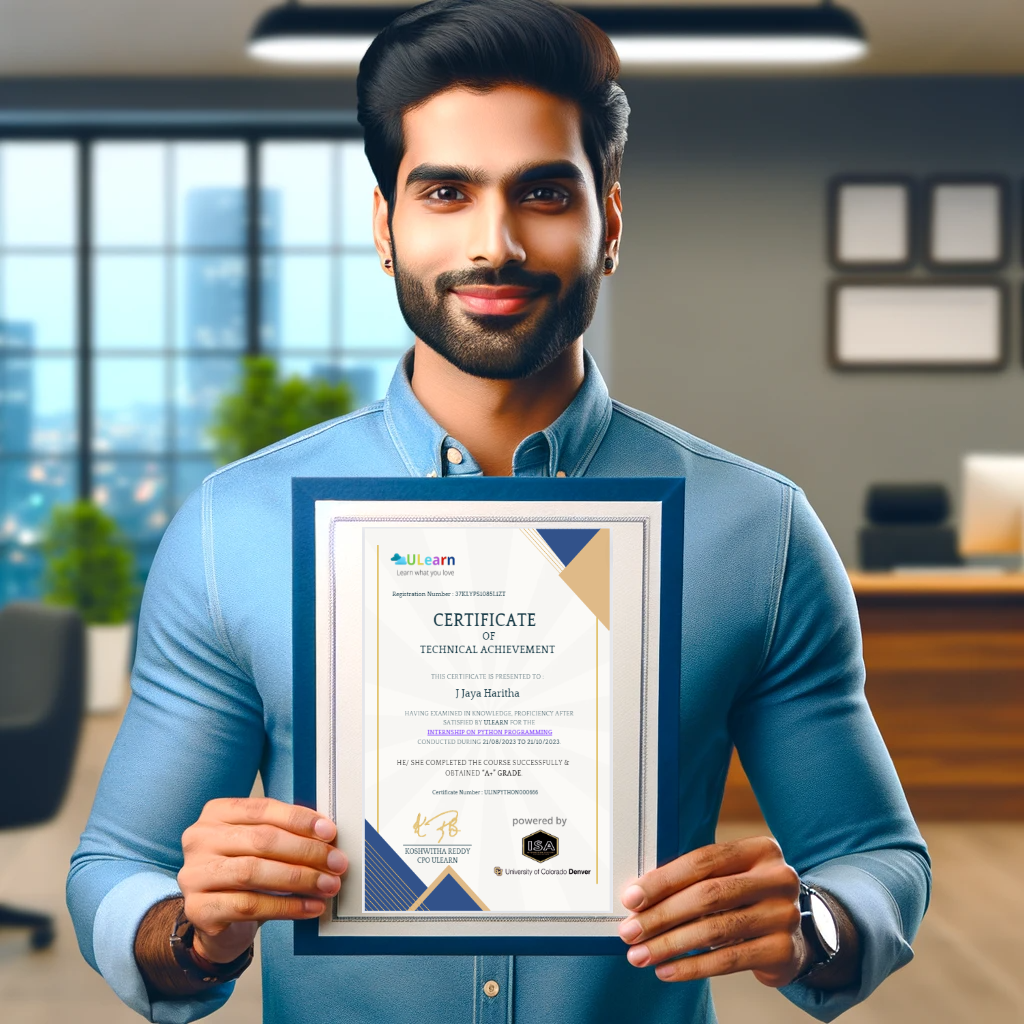 ULearn
Learn what you love
CERTIFICATE
OF
TECHNICAL ACHIEVEMENT
THIS CERTIFICATE IS PRESENTED TO
J Jaya Haritha
HAVING EXAMINED IN KNOWLEDGE, PROFICIENCY AFTER
SATISFIED BY ULEARN FOR THE
INTERNSHIP ON PYTHON PROGRAMMING
CONDUCTED DURING 21/08/2023 TO 21/10/2023.
HE/ SHE COMPLETED THE COURSE SUCCESSFULLY &
OBTAINED "A+" GRADE.
Certificate Number : ULINPYTHON000886
KOSHWITHA REDDY
CPO ULEARN
powered by
ISA
University of Colorado Denver
Registration Number :